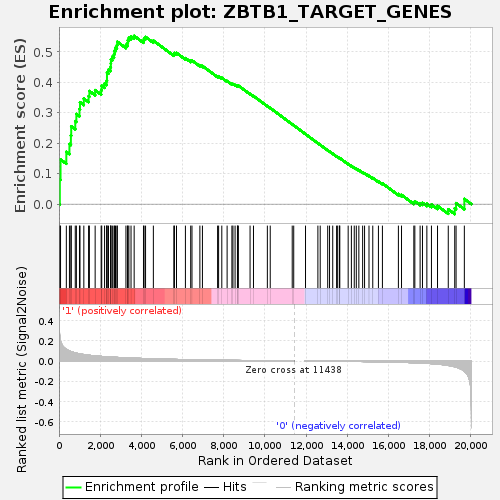 Enrichment plot: ZBTB1_TARGET_GENES
Enrichment score (ES)
0.5
0.4
0.3
0.2
0.1
0.0
'1' (positively correlated)
Ranked list metric (Signal2Noise)
0.4
0.2
0.0
-0.2
-0.4
-0.6
Zero cross at 11438
'0' (negatively correlated)
0
2,000
4,000
6,000
8,000
10,000
12,000
14,000
16,000
18,000
20,000
Rank in Ordered Dataset
Enrichment profile
Hits
Ranking metric scores